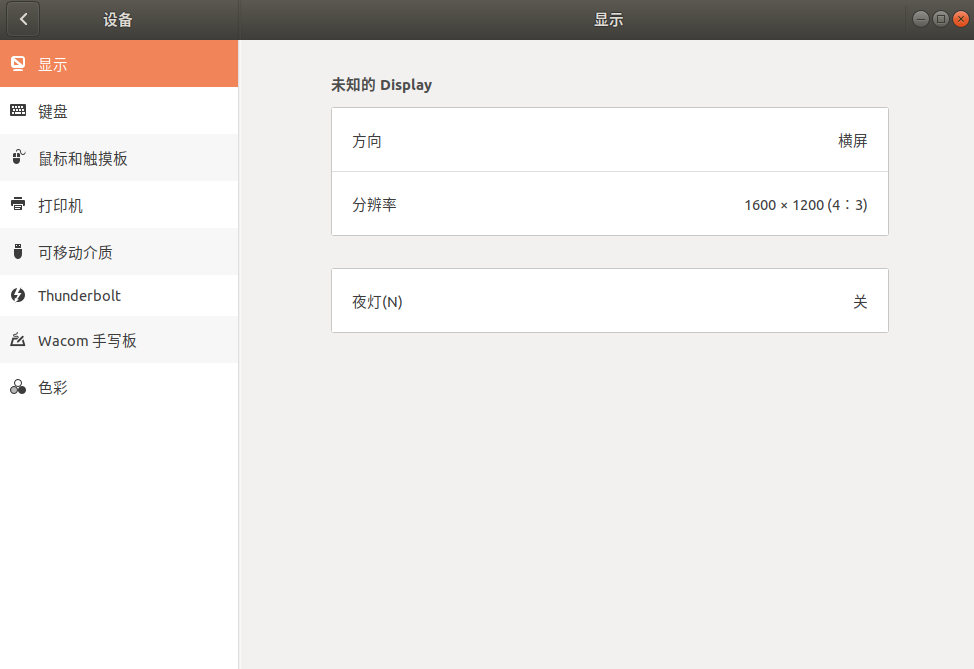 设备
显示
显示
键盘
鼠标和触摸板
打印机
可移动介质
Thunderbolt
Wacom 手写板
色彩
未知的 Display
方向 横屏
分辨率 1600 × 1200 (4∶3)
夜灯(N) 关